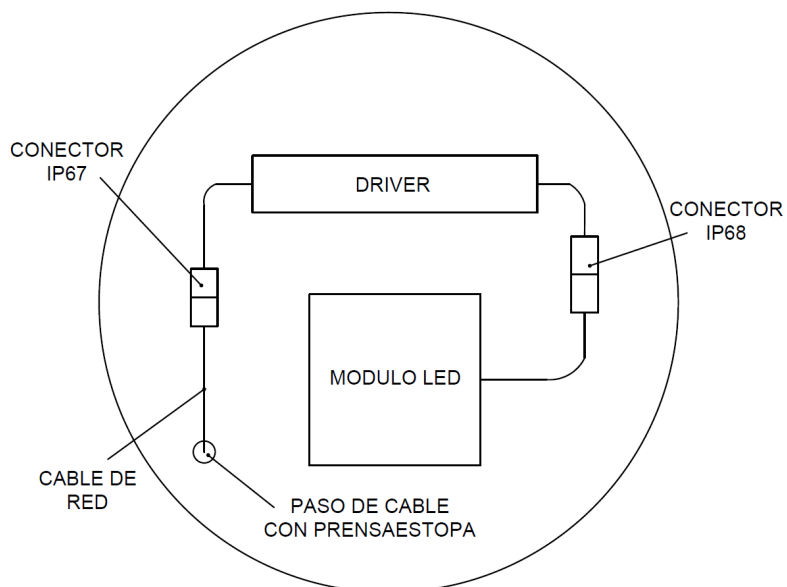 CONECTOR
IP67
DRIVER
CONECTOR
IP68
MODULO LED
CABLE DE
RED
PASO DE CABLE
CON PRENSAESTOPA